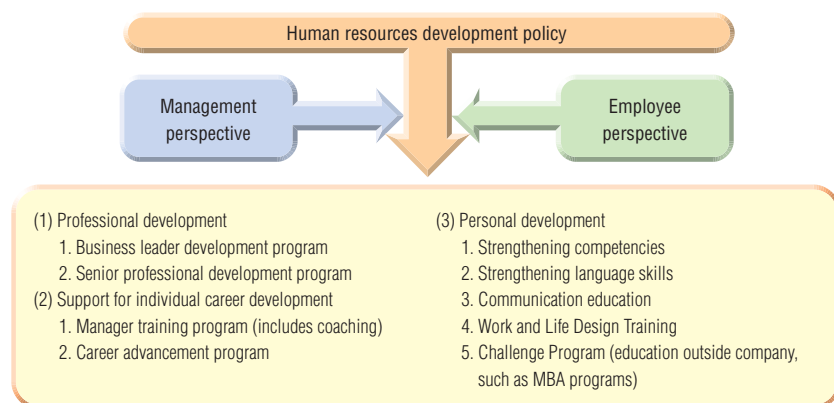 Human resources development policy
Management
perspective
Employee
perspective
(1) Professional development
1. Business leader development program
2. Senior professional development program
(2) Support for individual career development
1. Manager training program (includes coaching)
2. Career advancement program
(3) Personal development
1. Strengthening competencies
2. Strengthening language skills
3. Communication education
4. Work and Life Design Training
5. Challenge Program (education outside company,
such as MBA programs)